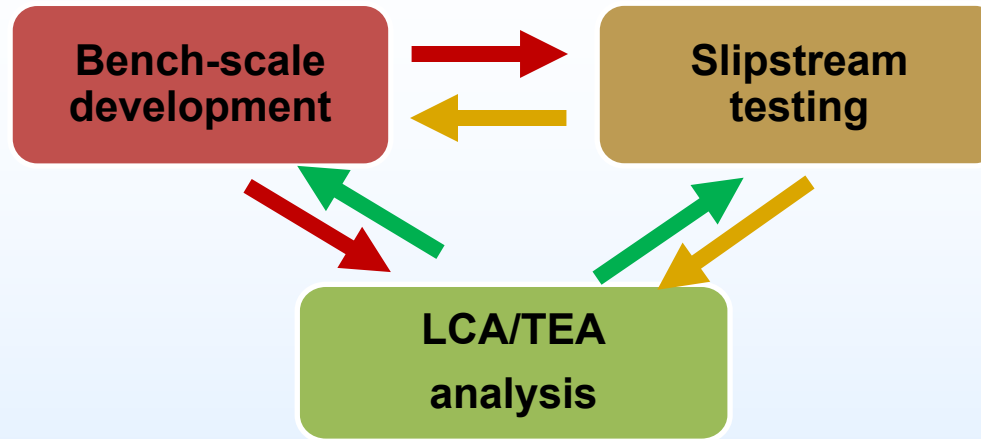 Bench-scale
development
Slipstream
testing
LCA/TEA
analysis